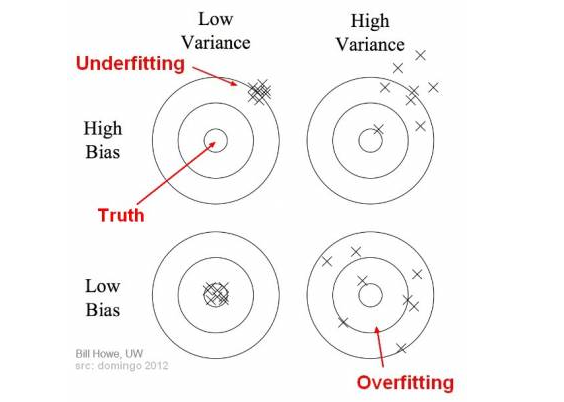 Low
Variance
High
Variance
Underfitting
High
Bias
Truth
Low
Bias
Bill Howe, UW
src: domingo 2012
Overfitting